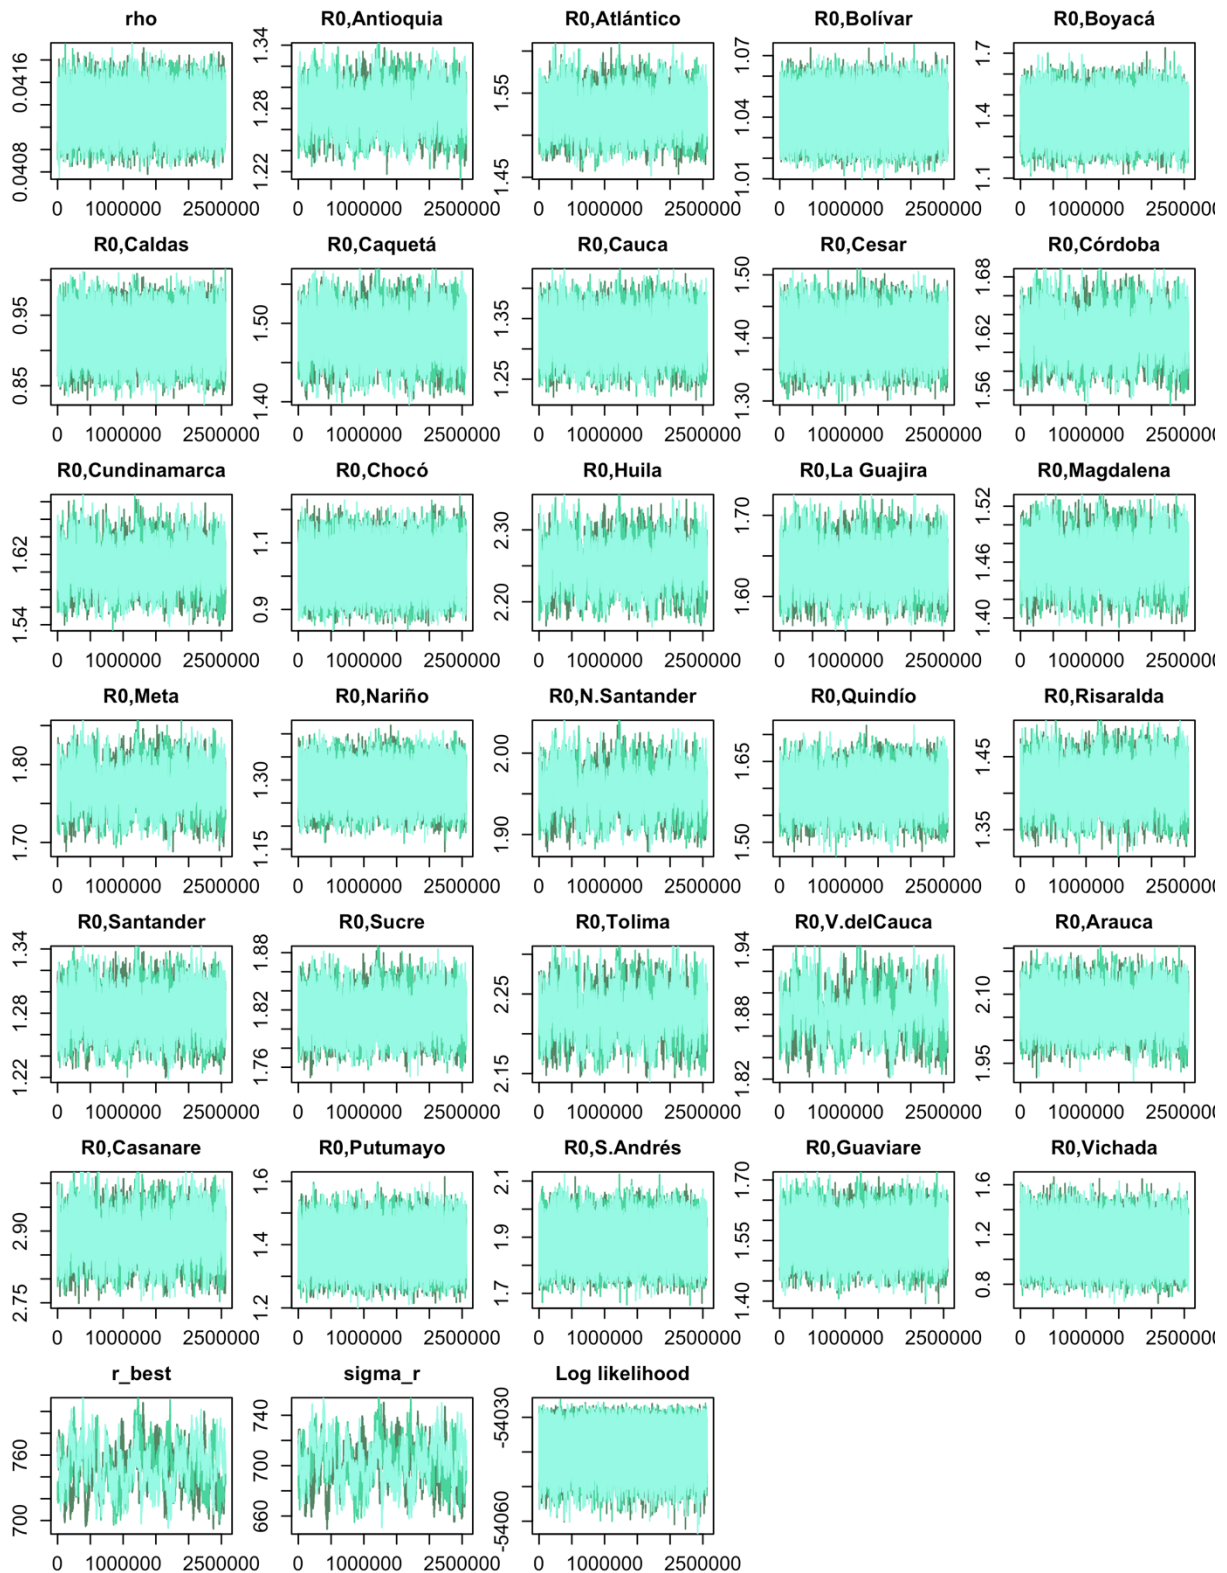 rho R0,Antioquia R0,Atlántico R0,Bolívar R0,Boyacá
0.0408 0.0416 1.22 1.28 1.34 1.45 1.55 1.01 1.04 1.07 1.1 1.4 1.7
0 1000000 2500000 0 1000000 2500000 0 1000000 2500000 0 1000000 2500000 0 1000000 250000
R0,Caldas R0,Caquetá R0,Cauca R0,Cesar R0,Córdoba
0.85 0.95 1.40 1.50 1.25 1.35 1.30 1.40 1.50 1.56 1.62 1.68
0 1000000 2500000 0 1000000 2500000 0 1000000 2500000 0 1000000 2500000 0 1000000 250000
R0,Cundinamarca R0,Chocó R0,Huila R0,La Guajira R0,Magdalena
1.54 1.62 0.9 1.1 2.20 2.30 1.60 1.70 1.40 1.46 1.52
0 1000000 2500000 0 1000000 2500000 0 1000000 2500000 0 1000000 2500000 0 1000000 250000
R0,Meta R0,Nariño R0,N.Santander R0,Quindío R0,Risaralda
1.70 1.80 1.15 1.30 1.90 2.00 1.50 1.65 1.35 1.45
0 1000000 2500000 0 1000000 2500000 0 1000000 2500000 0 1000000 2500000 0 1000000 250000
R0,Santander R0,Sucre R0,Tolima R0,V.delCauca R0,Arauca
1.22 1.28 1.34 1.76 1.82 1.88 2.15 2.25 1.82 1.88 1.94 1.95 2.10
0 1000000 2500000 0 1000000 2500000 0 1000000 2500000 0 1000000 2500000 0 1000000 250000
R0,Casanare R0,Putumayo R0,S.Andrés R0,Guaviare R0,Vichada
2.75 2.90 1.2 1.4 1.6 1.7 1.9 2.1 1.40 1.55 1.70 0.8 1.2 1.6
0 1000000 2500000 0 1000000 2500000 0 1000000 2500000 0 1000000 2500000 0 1000000 250000
r_best sigma_r Log likelihood
700 760 660 700 740 -54060 -54030
0 1000000 2500000 0 1000000 2500000 0 1000000 2500000